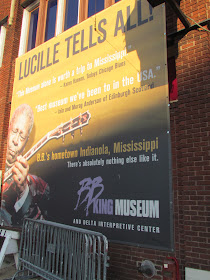 LUCILLE TELLS ALL!
"This Museum alone is worth a trip to Mississippi"
"Best museum we've been to in the USA."
B.B.'s hometown Indianola, Mississippi
There's absolutely nothing else like it.
BB
KING MUSEUM
AND DELTA INTERPRETIVE CENTER